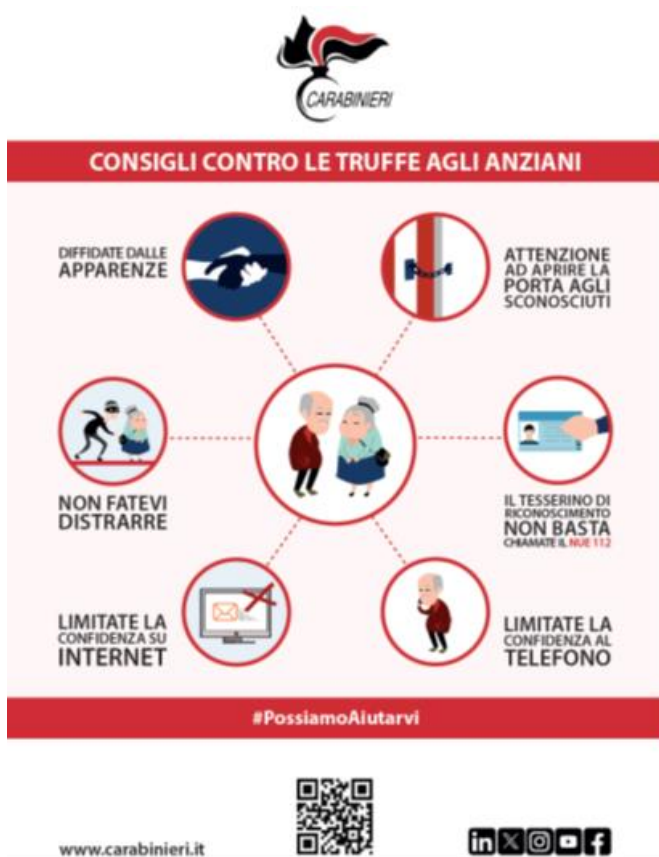 CARABINIERI
CONSIGLI CONTRO LE TRUFFE AGLI ANZIANI
DIFFIDATE DALLE
APPARENZE
ATTENZIONE
AD APRIRE LA
PORTA AGLI
SCONOSCIUTI
NON FATEVI
DISTRARRE
IL TESSERINO DI
RICONOSCIMENTO
NON BASTA
CHIAMATE IL NUE 112
LIMITATE LA
CONFIDENZA SU
INTERNET
LIMITATE LA
CONFIDENZA AL
TELEFONO
#PossiamoAiutarvi
www.carabinieri.it